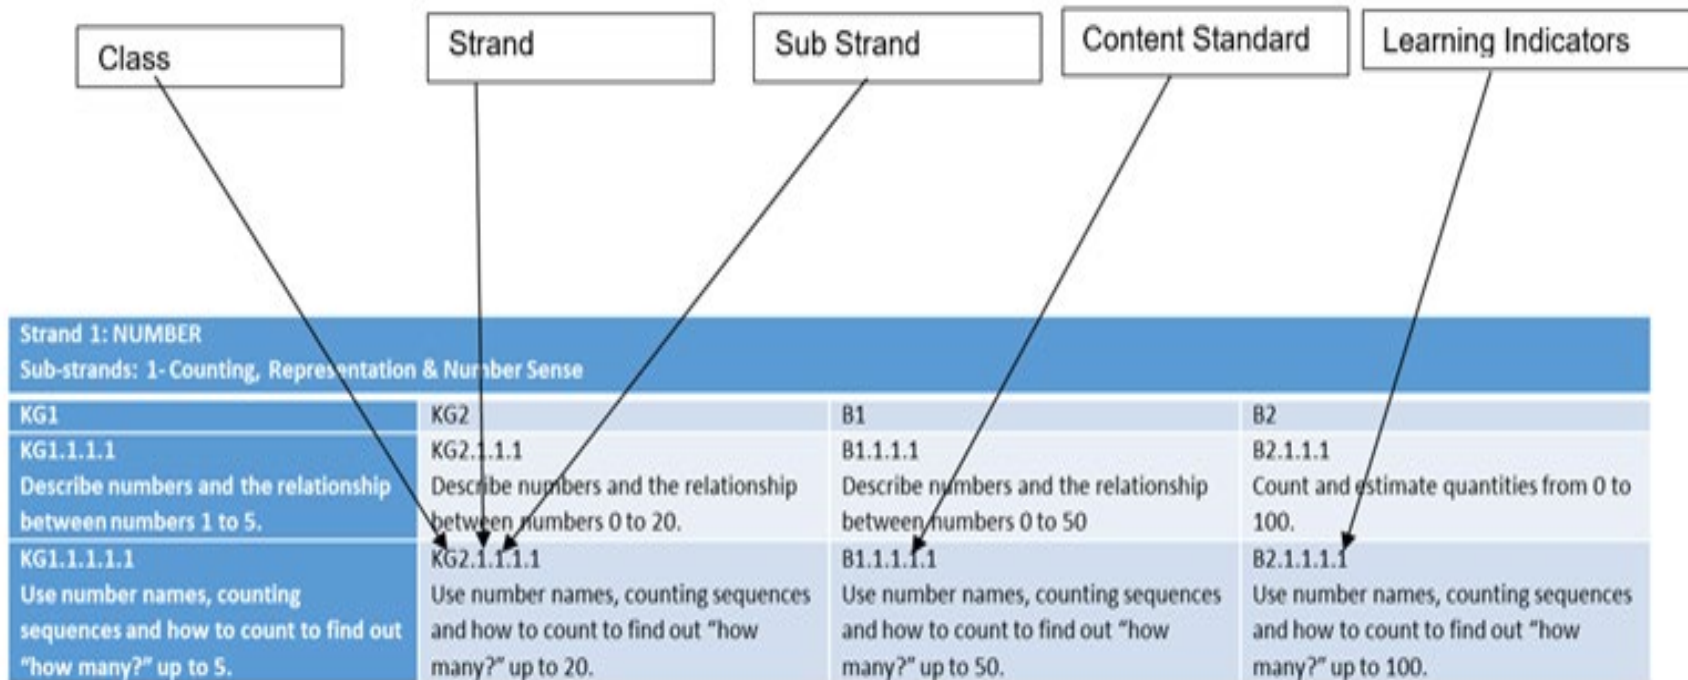 Class
Strand
Sub Strand
Content Standard
Learning Indicators
Strand 1: NUMBER
Sub-strands: 1- Counting, Representation & Number Sense
KG1
KG2
B1
B2
KG1.1.1.1
Describe numbers and the relationship
between numbers 1 to 5.
KG2.1.1.1
Describe numbers and the relationship
between numbers 0 to 20.
B1.1.1.1
Describe numbers and the relationship
between numbers 0 to 50
B2.1.1.1
Count and estimate quantities from 0 to
100.
KG1.1.1.1.1
Use number names, counting
sequences and how to count to find out
"how many?" up to 5.
KG2.1.1.1.1
Use number names, counting sequences
and how to count to find out “how
many?” up to 20.
B1.1.1.1.1
Use number names, counting sequences
and how to count to find out “how
many?” up to 50.
B2.1.1.1.1
Use number names, counting sequences
and how to count to find out “how
many?” up to 100.